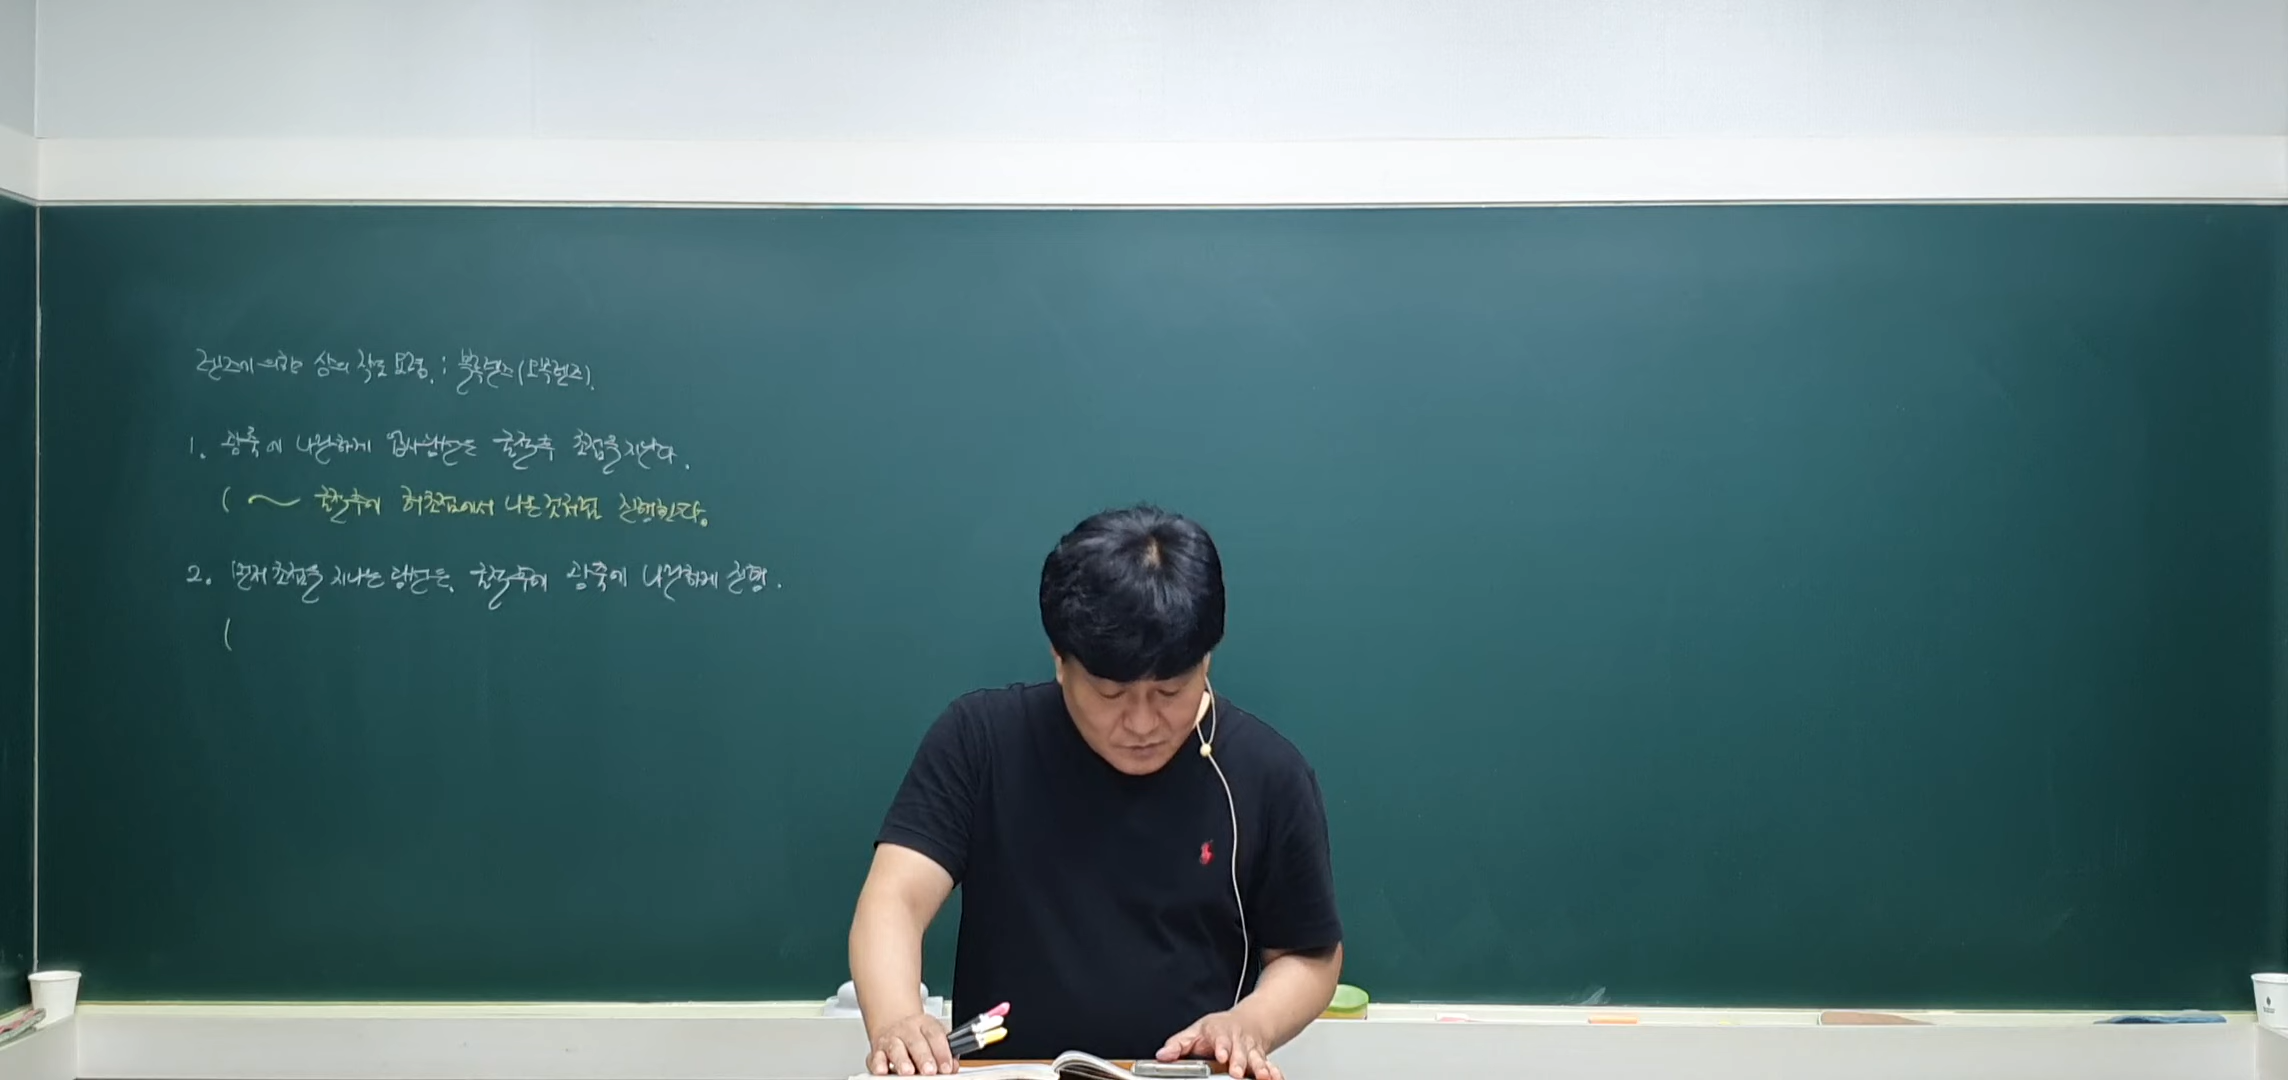 렌즈에 의한 상의 작도 요령. : 볼록렌즈(오목렌즈).
1. 광축에 나란하게 입사한 광선은 굴절후 초점을 지난다.
( ~ 굴절후에 허초점에서 나온것처럼 진행한다.
2. 먼저 초점을 지나는 광선은, 굴절후에 광축에 나란하게 진행.
(